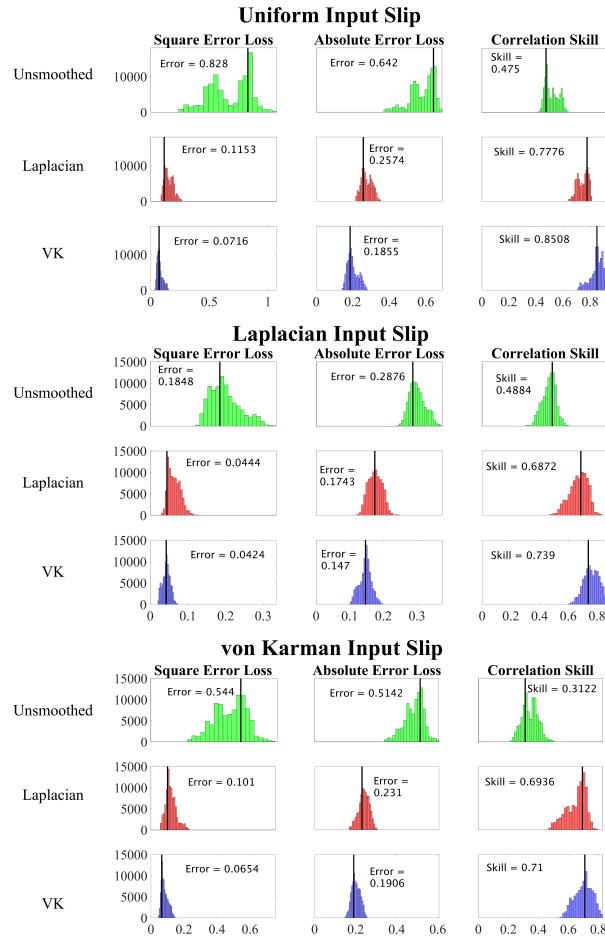 Uniform Input Slip
Square Error Loss Absolute Error Loss Correlation Skill
Unsmoothed
10000
5000
0
Error = 0.828
Error = 0.642
Skill =
0.475
Laplacian
10000
0
Error = 0.1153
Error =
0.2574
Skill = 0.7776
VK
10000
5000
0
Error = 0.0716
Error =
0.1855
Skill = 0.8508
0 0.5 1 0 0.2 0.4 0.6 0 0.2 0.4 0.6 0.8
Laplacian Input Slip
Square Error Loss Absolute Error Loss Correlation Skill
Unsmoothed
15000
10000
5000
0
Error =
0.1848
Error = 0.2876
Skill =
0.4884
Laplacian
15000
10000
5000
0
Error = 0.0444
Error =
0.1743
Skill = 0.6872
VK
15000
10000
5000
0
Error = 0.0424
Error =
0.147
Skill = 0.739
0 0.1 0.2 0.3 0 0.1 0.2 0.3 0 0.2 0.4 0.6 0.8
von Karman Input Slip
Square Error Loss Absolute Error Loss Correlation Skill
Unsmoothed
15000
10000
5000
0
Error = 0.544
Error = 0.5142
Skill = 0.3122
Laplacian
15000
10000
5000
0
Error = 0.101
Error =
0.231
Skill = 0.6936
VK
15000
10000
5000
0
Error = 0.0654
Error =
0.1906
Skill = 0.71
0 0.2 0.4 0.6 0 0.2 0.4 0.6 0 0.2 0.4 0.6 0.8